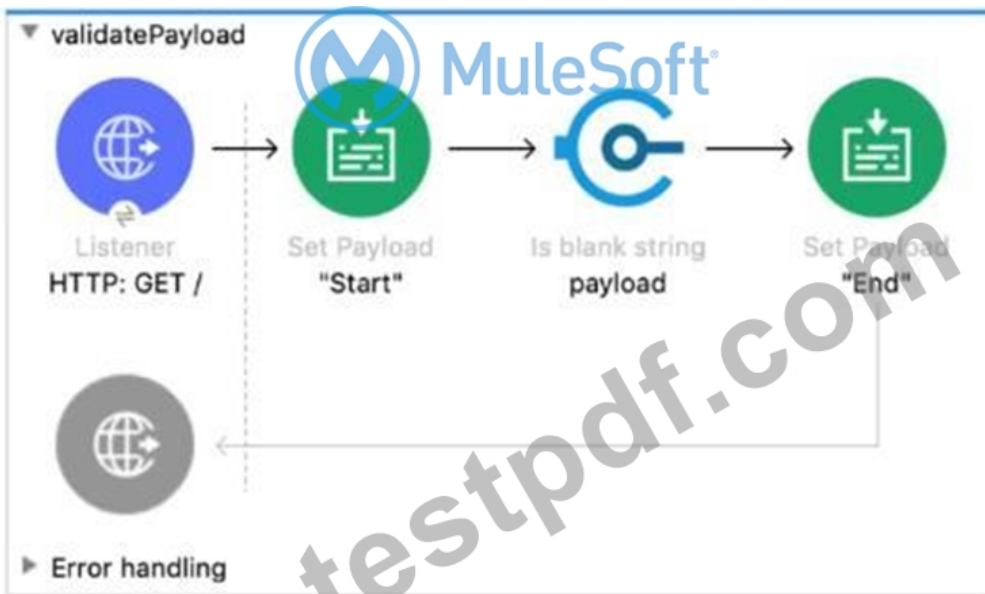 validatePayload
MuleSoft®
Listener
HTTP: GET /
Set Payload
"Start"
Is blank string
payload
Set Payload
"End"
testpdf.com
Error handling